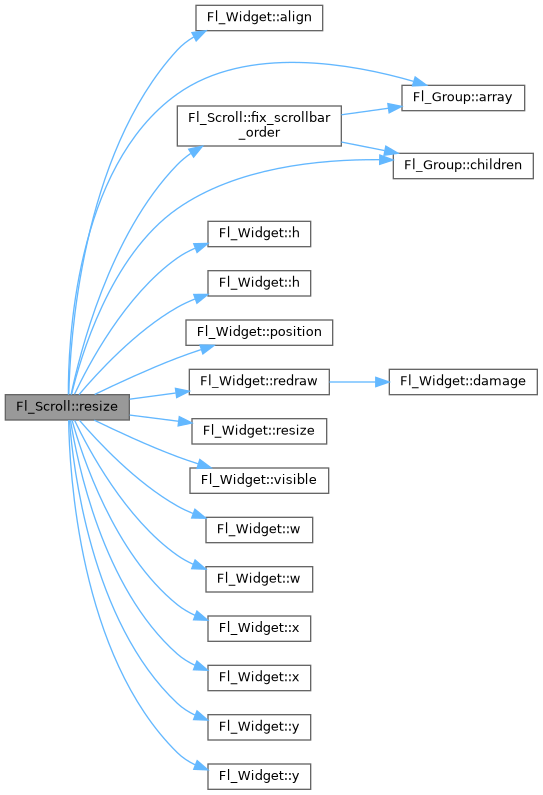 Fl_Widget::align
Fl_Group::array
Fl_Scroll::fix_scrollbar
_order
Fl_Group::children
Fl_Widget::h
Fl_Widget::h
Fl_Widget::position
Fl_Widget::redraw
Fl_Widget::damage
Fl_Scroll::resize
Fl_Widget::resize
Fl_Widget::visible
Fl_Widget::w
Fl_Widget::w
Fl_Widget::x
Fl_Widget::x
Fl_Widget::y
Fl_Widget::y